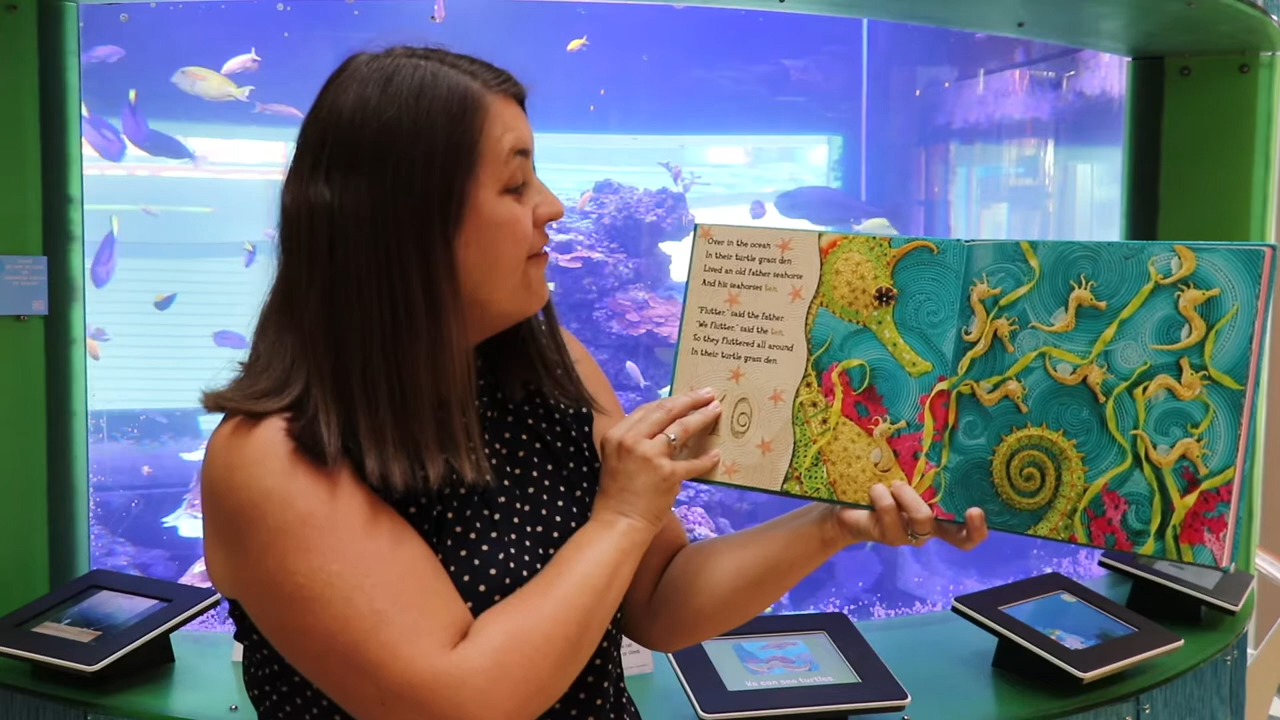 Over in the ocean
In their turtle grass den
Lived an old father seahorse
And his seahorses ten.
"Flutter," said the father.
"We flutter," said the ten.
So they fluttered all around
In their turtle grass den.
10
We can see turtles